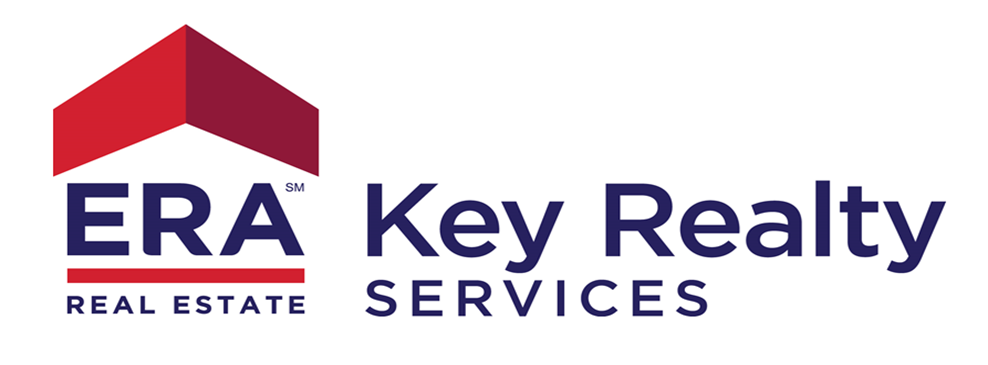 ERA℠
REAL ESTATE
Key Realty
SERVICES